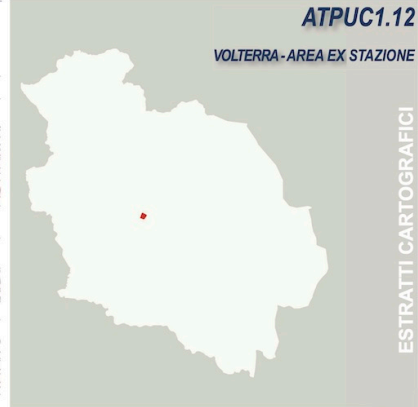 ATPUC1.12
VOLTERRA - AREA EX STAZIONE
ESTRATTI CARTOGRAFICI